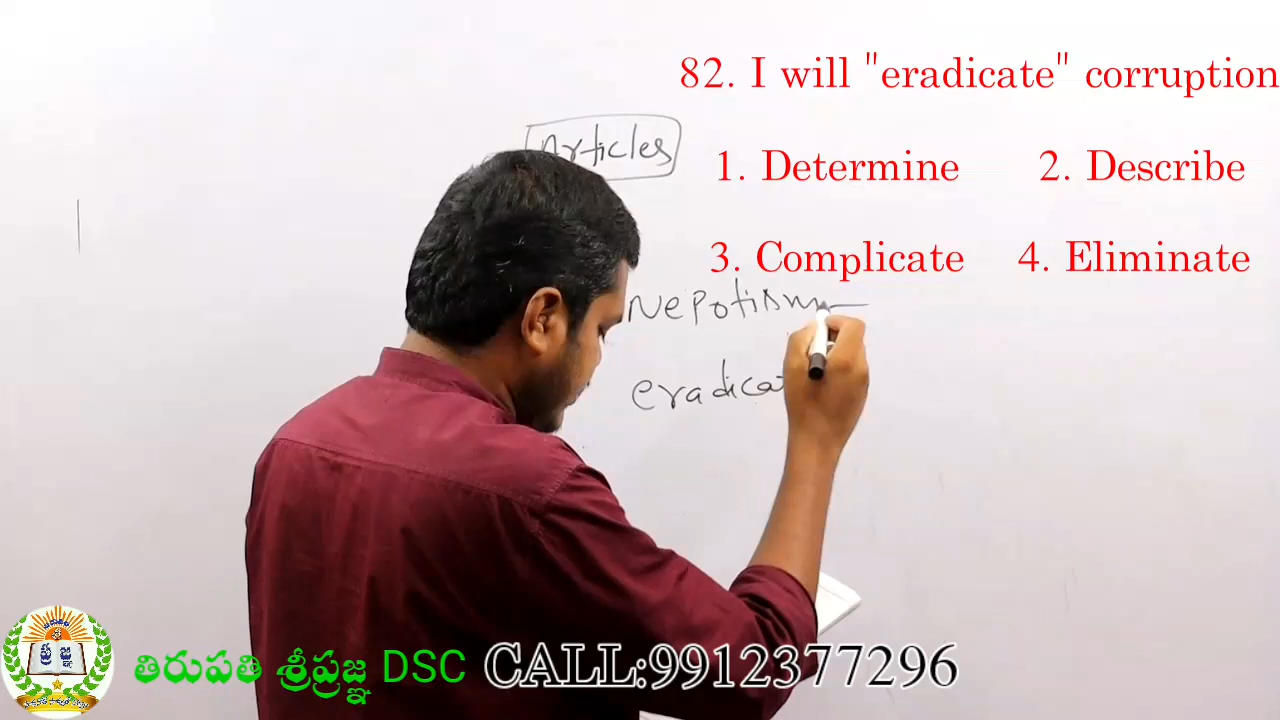 82. I will "eradicate" corruption
Articles
1. Determine 2. Describe
3. Complicate 4. Eliminate
Nepotism
eradicat
తిరుపతి శ్రీప్రజ్ఞ DSC CALL:9912377296